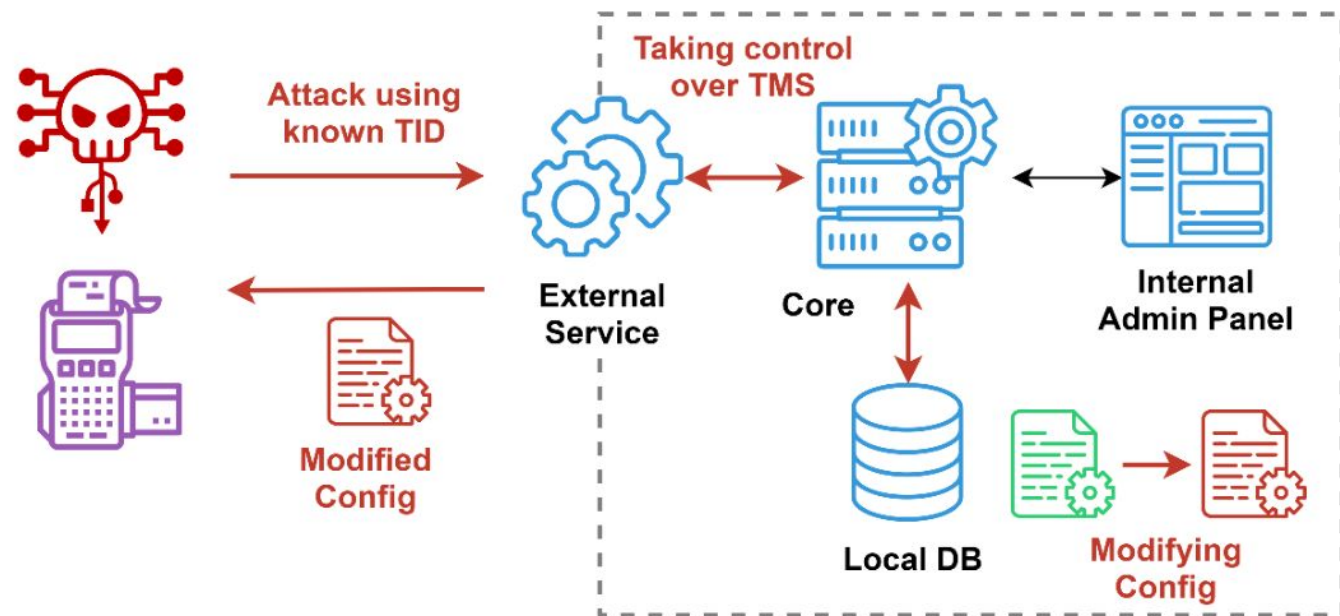 Taking control
over TMS
Attack using
known TID
External
Service
Core
Internal
Admin Panel
Modified
Config
Local DB
Modifying
Config